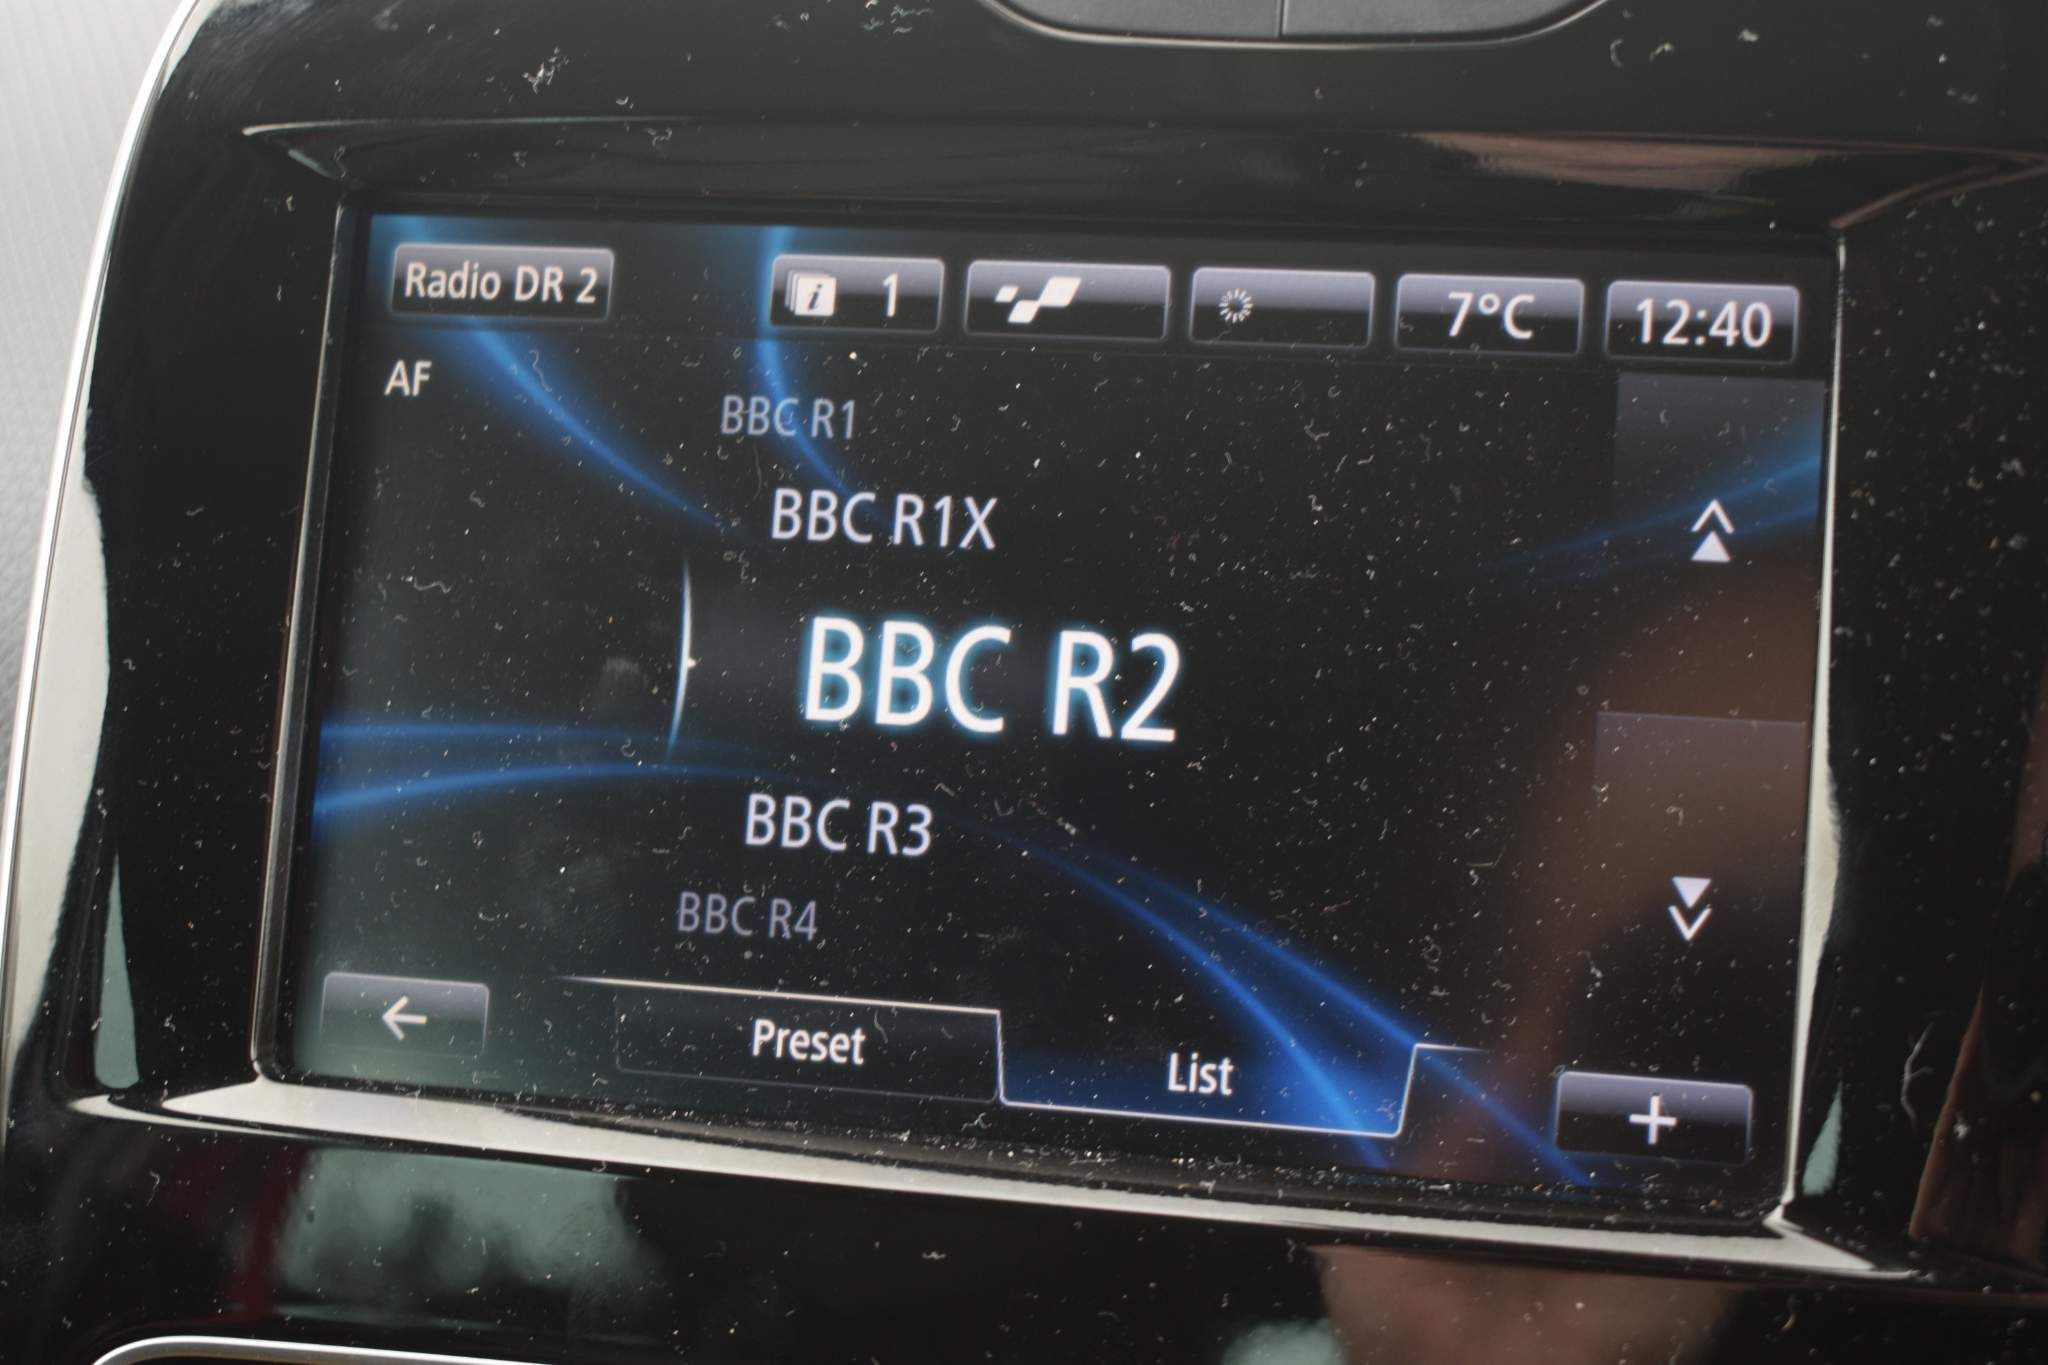 Radio DR 2
i 1
7°C
12:40
AF
BBC R1
BBC R1X
BBC R2
BBC R3
BBC R4
Preset
List
+